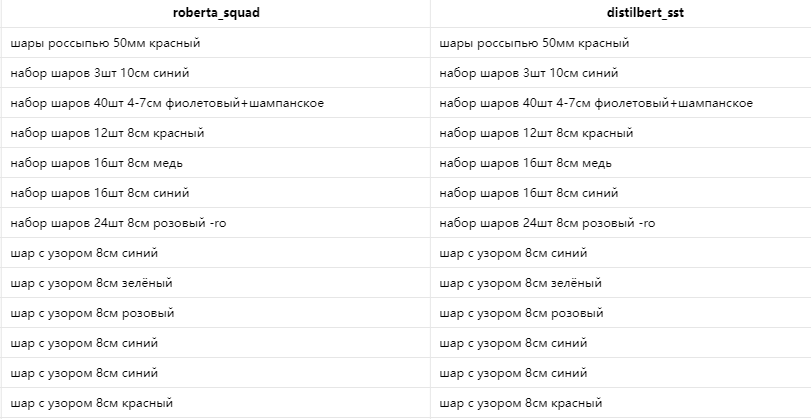 roberta_squad distilbert_sst
шары россыпью 50мм красный шары россыпью 50мм красный
набор шаров 3шт 10см синий набор шаров 3шт 10см синий
набор шаров 40шт 4-7см фиолетовый+шампанское набор шаров 40шт 4-7см фиолетовый+шампанское
набор шаров 12шт 8см красный набор шаров 12шт 8см красный
набор шаров 16шт 8см медь набор шаров 16шт 8см медь
набор шаров 16шт 8см синий набор шаров 16шт 8см синий
набор шаров 24шт 8см розовый -ro набор шаров 24шт 8см розовый -ro
шар с узором 8см синий шар с узором 8см синий
шар с узором 8см зелёный шар с узором 8см зелёный
шар с узором 8см розовый шар с узором 8см розовый
шар с узором 8см синий шар с узором 8см синий
шар с узором 8см синий шар с узором 8см синий
шар с узором 8см красный шар с узором 8см красный